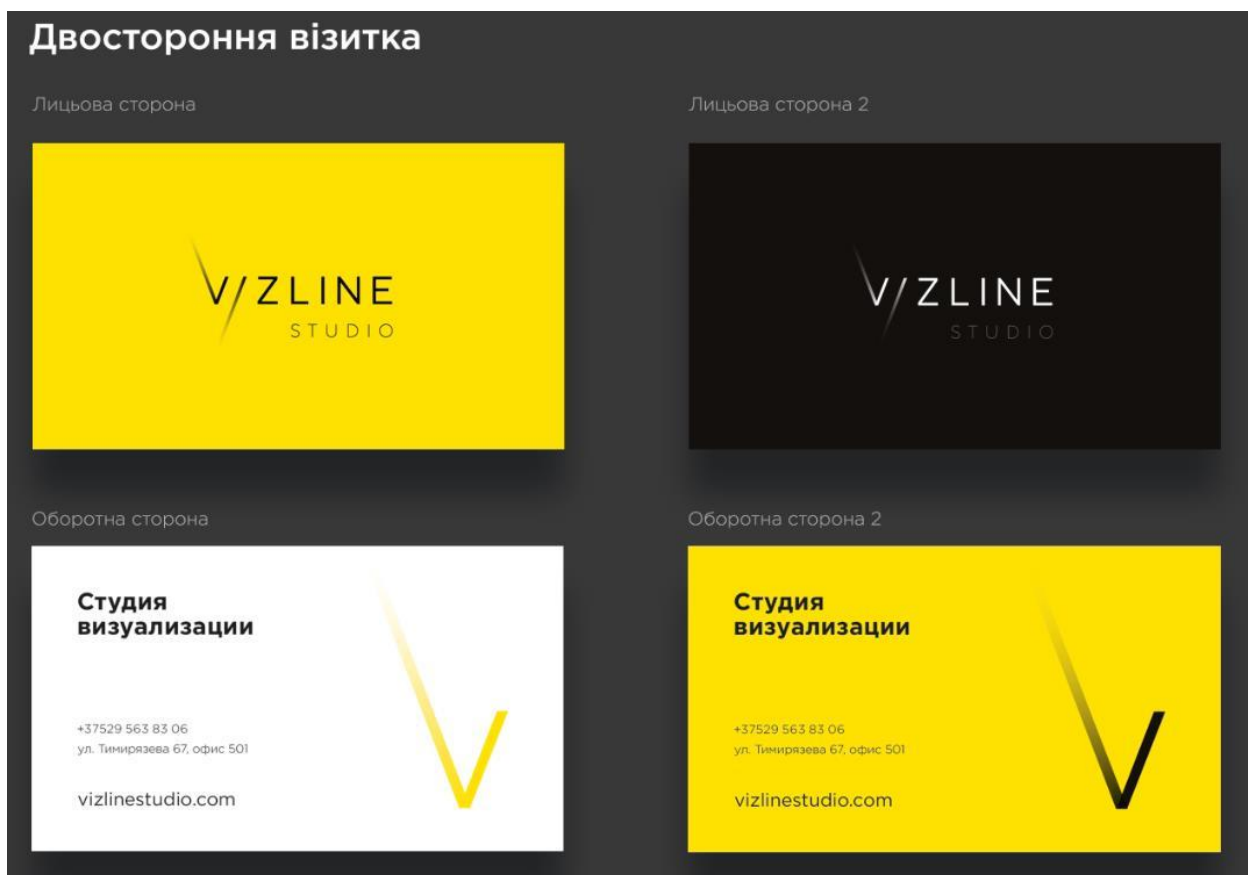 Двостороння візитка
Лицьова сторона
Лицьова сторона 2
VIZLINE
STUDIO
VIZLINE
STUDIO
Оборотна сторона
Оборотна сторона 2
Студия
визуализации
+37529 563 83 06
ул. Тимирязева 67, офис 501
vizlinestudio.com
V
Студия
визуализации
+37529 563 83 06
ул. Тимирязева 67, офис 501
vizlinestudio.com
V